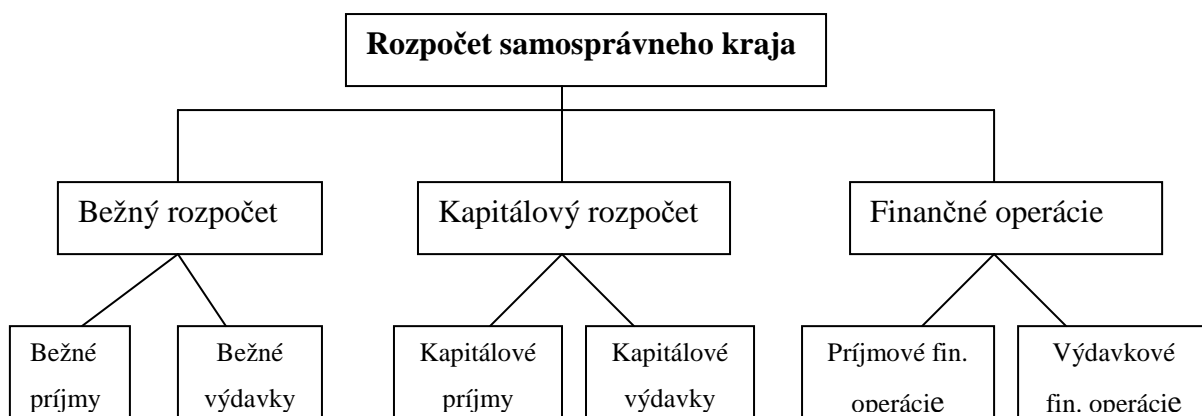 Rozpočet samosprávneho kraja
Bežný rozpočet
Kapitálový rozpočet
Finančné operácie
Bežné
príjmy
Bežné
výdavky
Kapitálové
príjmy
Kapitálové
výdavky
Príjmové fin.
operácie
Výdavkové
fin. operácie